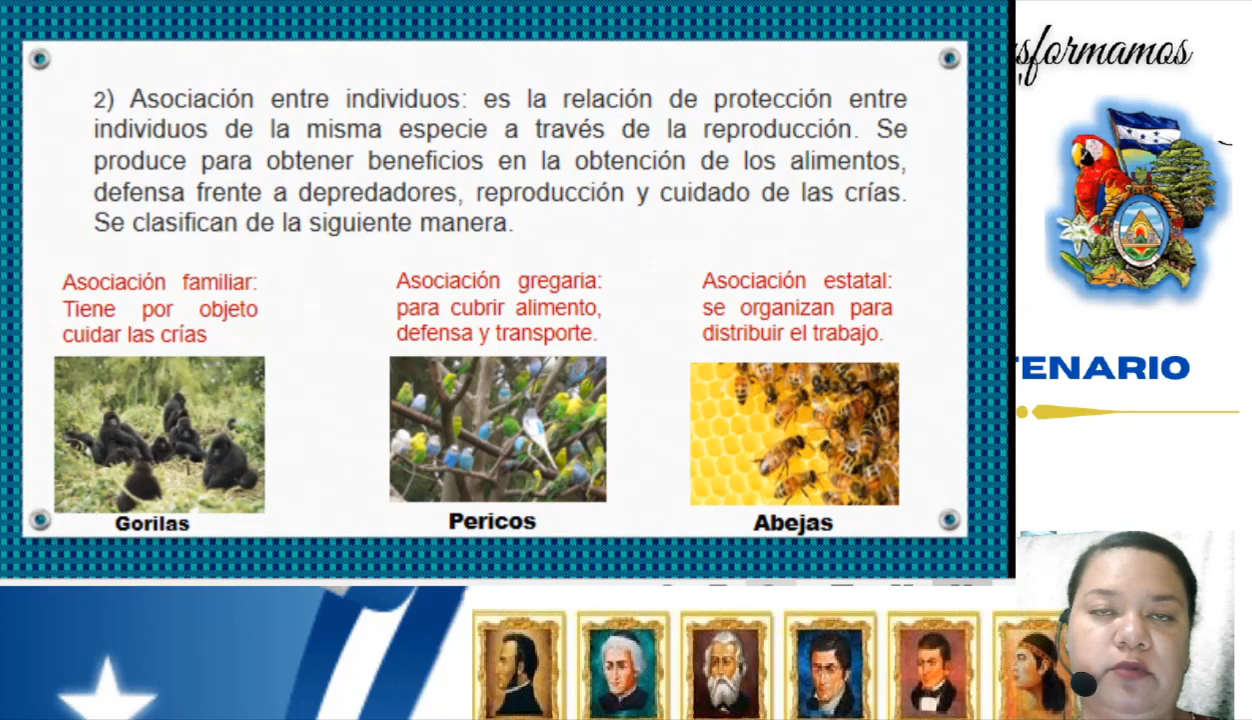 2) Asociación entre individuos: es la relación de protección entre
individuos de la misma especie a través de la reproducción. Se
produce para obtener beneficios en la obtención de los alimentos,
defensa frente a depredadores, reproducción y cuidado de las crías.
Se clasifican de la siguiente manera.
Asociación familiar:
Tiene por objeto
cuidar las crías
Asociación gregaria:
para cubrir alimento,
defensa y transporte.
Asociación estatal:
se organizan para
distribuir el trabajo.
Gorilas
Pericos
Abejas
sformamos
TENARIO